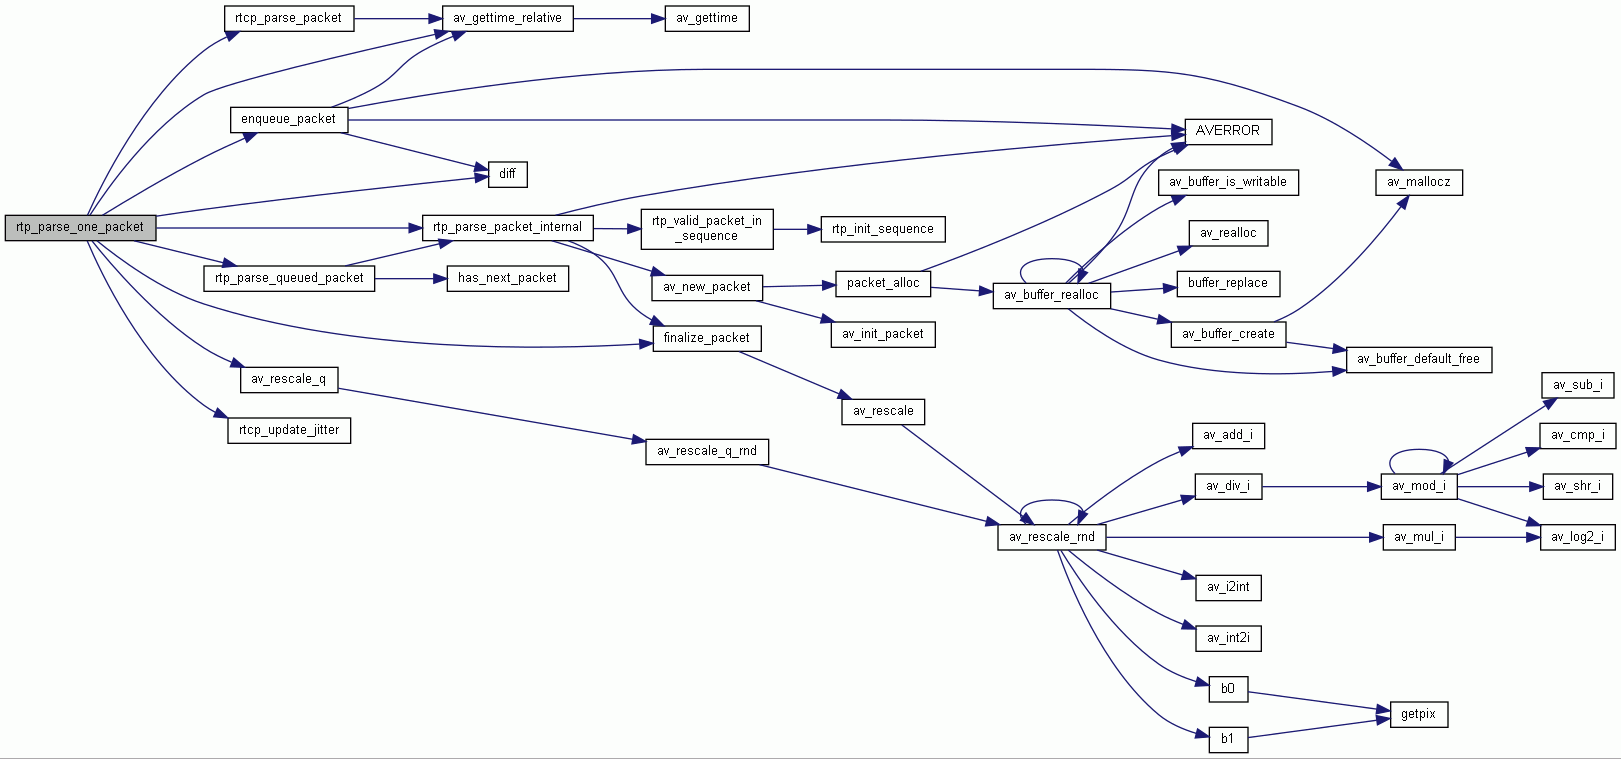 rtcp_parse_packet
av_gettime_relative
av_gettime
enqueue_packet
AVERROR
diff
av_buffer_is_writable
av_mallocz
rtp_parse_one_packet
rtp_parse_packet_internal
rtp_valid_packet_in
_sequence
rtp_init_sequence
av_realloc
rtp_parse_queued_packet
has_next_packet
av_new_packet
packet_alloc
av_buffer_realloc
buffer_replace
finalize_packet
av_init_packet
av_buffer_create
av_buffer_default_free
av_rescale_q
av_sub_i
rtcp_update_jitter
av_rescale
av_add_i
av_cmp_i
av_rescale_q_rnd
av_div_i
av_mod_i
av_shr_i
av_rescale_rnd
av_mul_i
av_log2_i
av_i2int
av_int2i
b0
getpix
b1